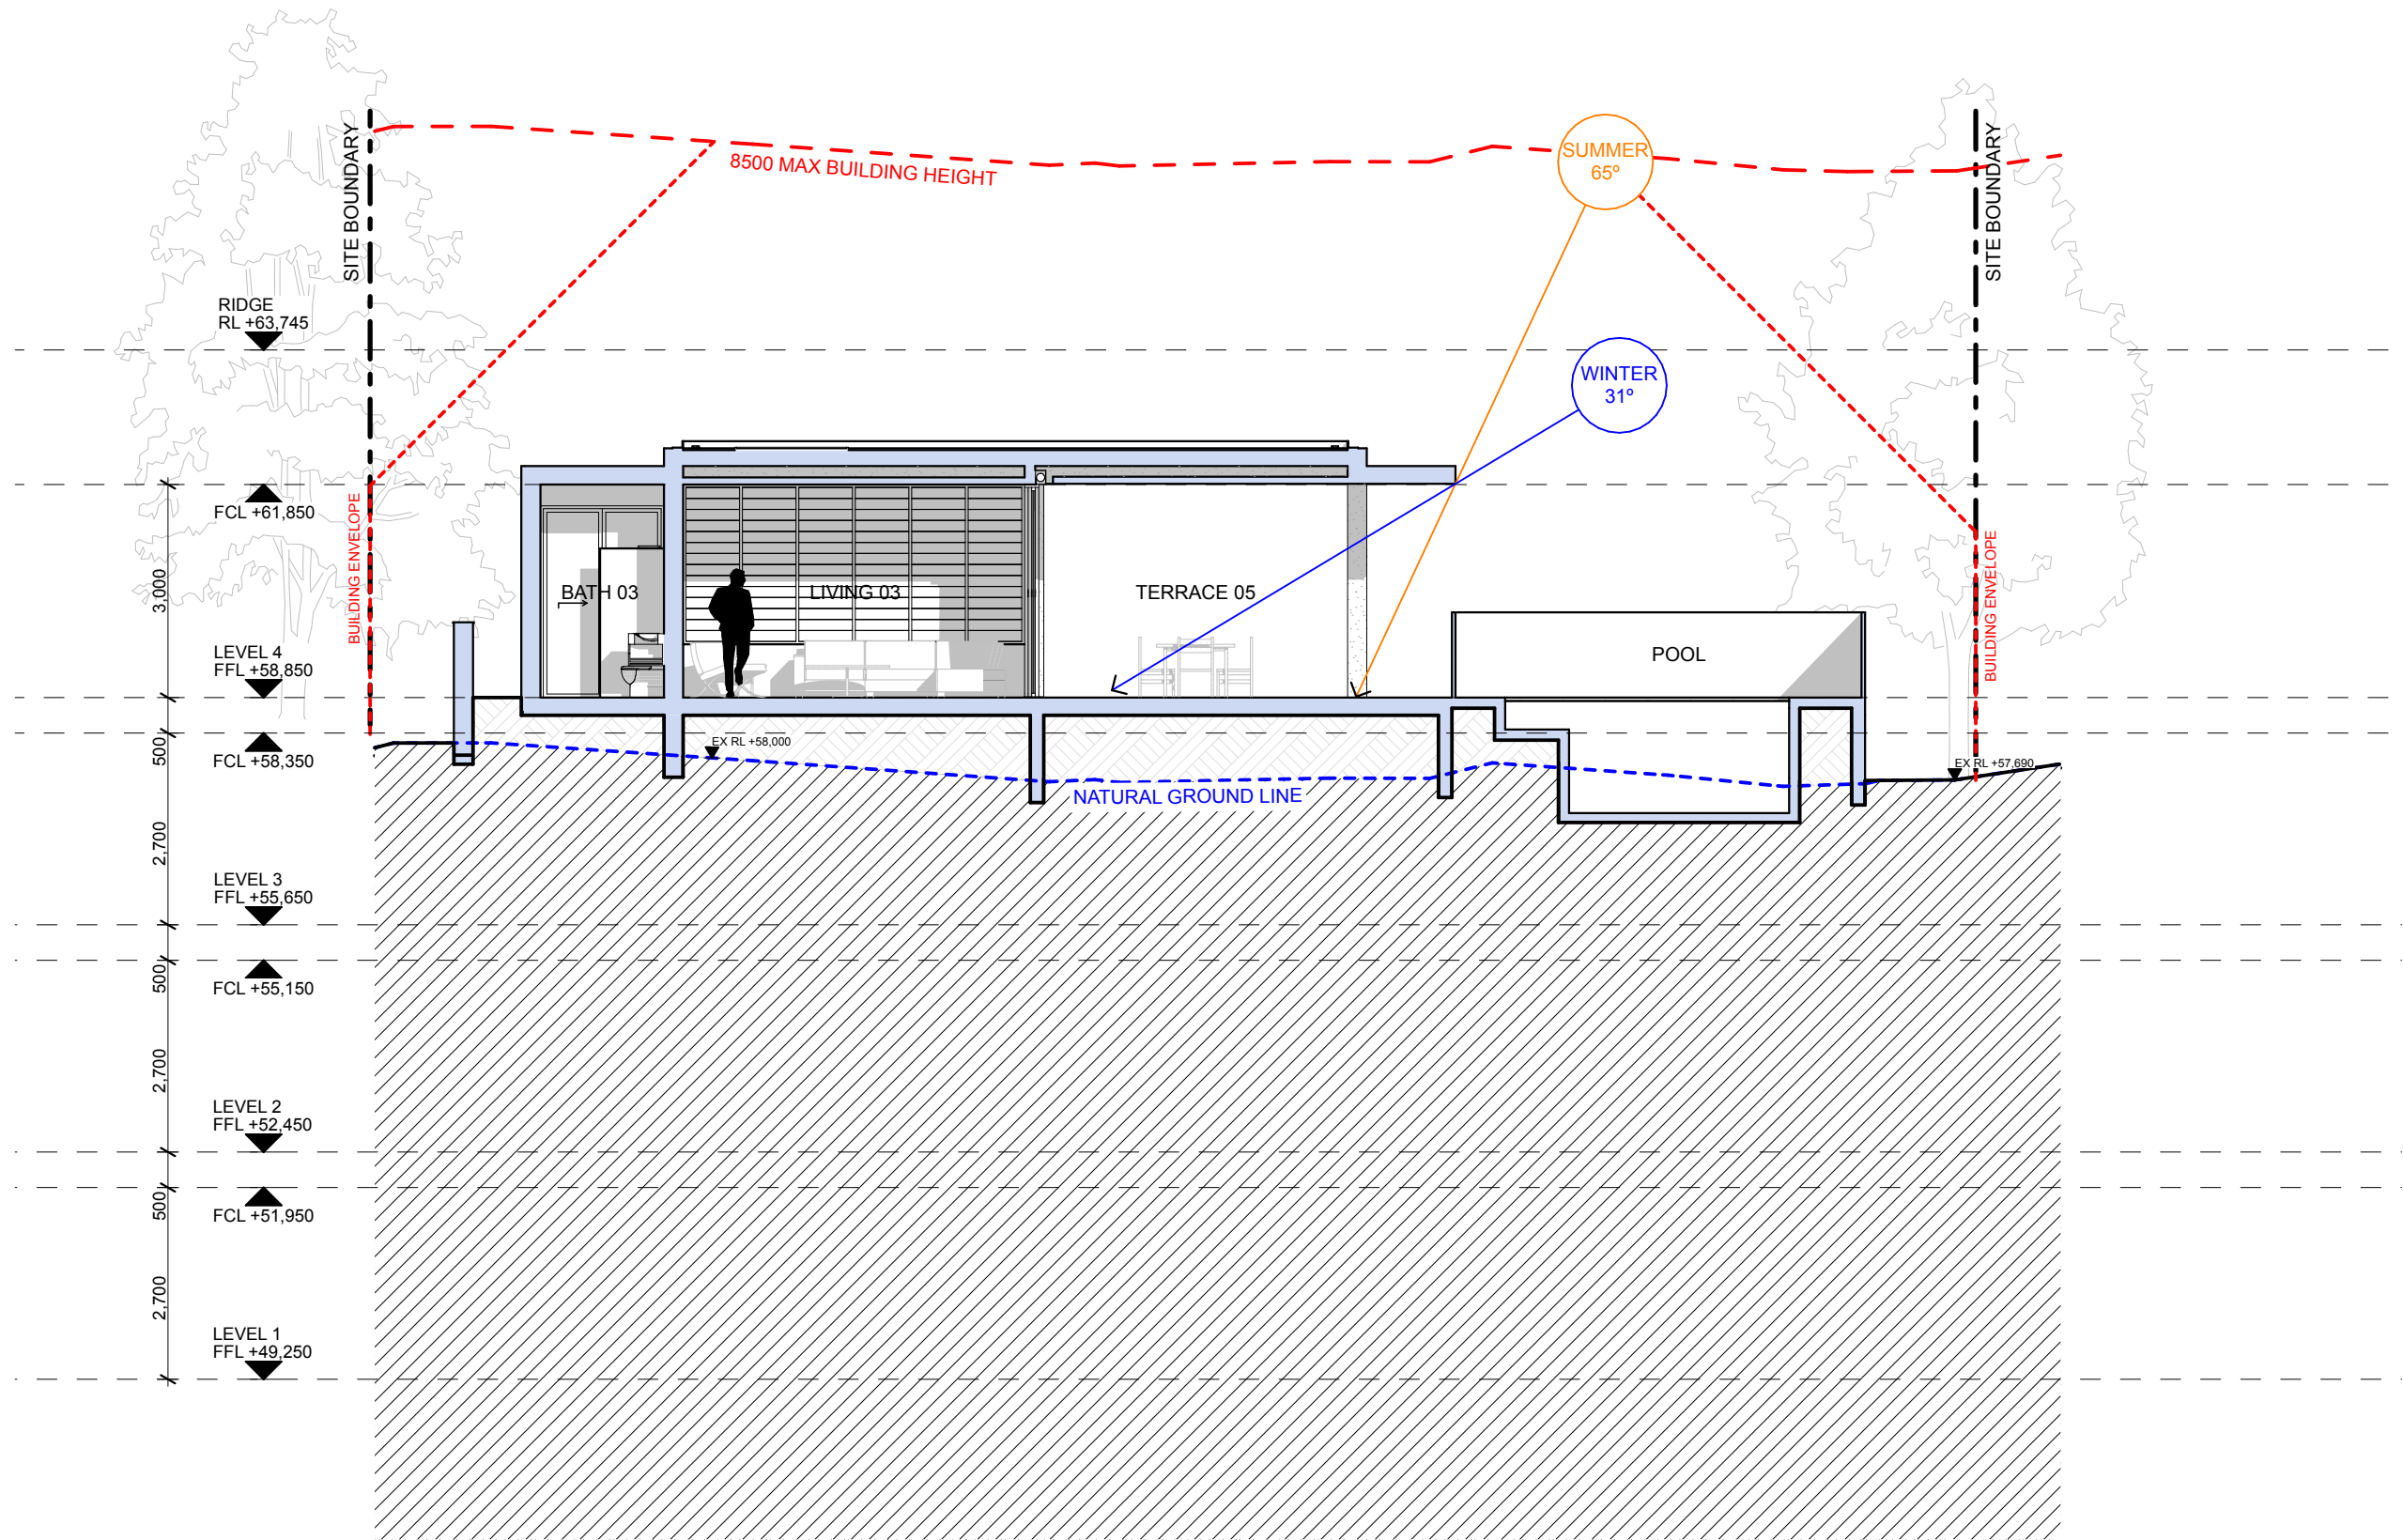 SITE BOUNDARY
8500 MAX BUILDING HEIGHT
SUMMER
65º
SITE BOUNDARY
RIDGE
RL +63,745
WINTER
31º
FCL +61,850
BUILDING ENVELOPE
3,000
BATH 03
LIVING 03
TERRACE 05
BUILDING ENVELOPE
POOL
LEVEL 4
FFL +58,850
500
EX RL +58,000
FCL +58,350
EX RL +57,690
NATURAL GROUND LINE
2,700
LEVEL 3
FFL +55,650
500
FCL +55,150
2,700
LEVEL 2
FFL +52,450
500
FCL +51,950
2,700
LEVEL 1
FFL +49,250